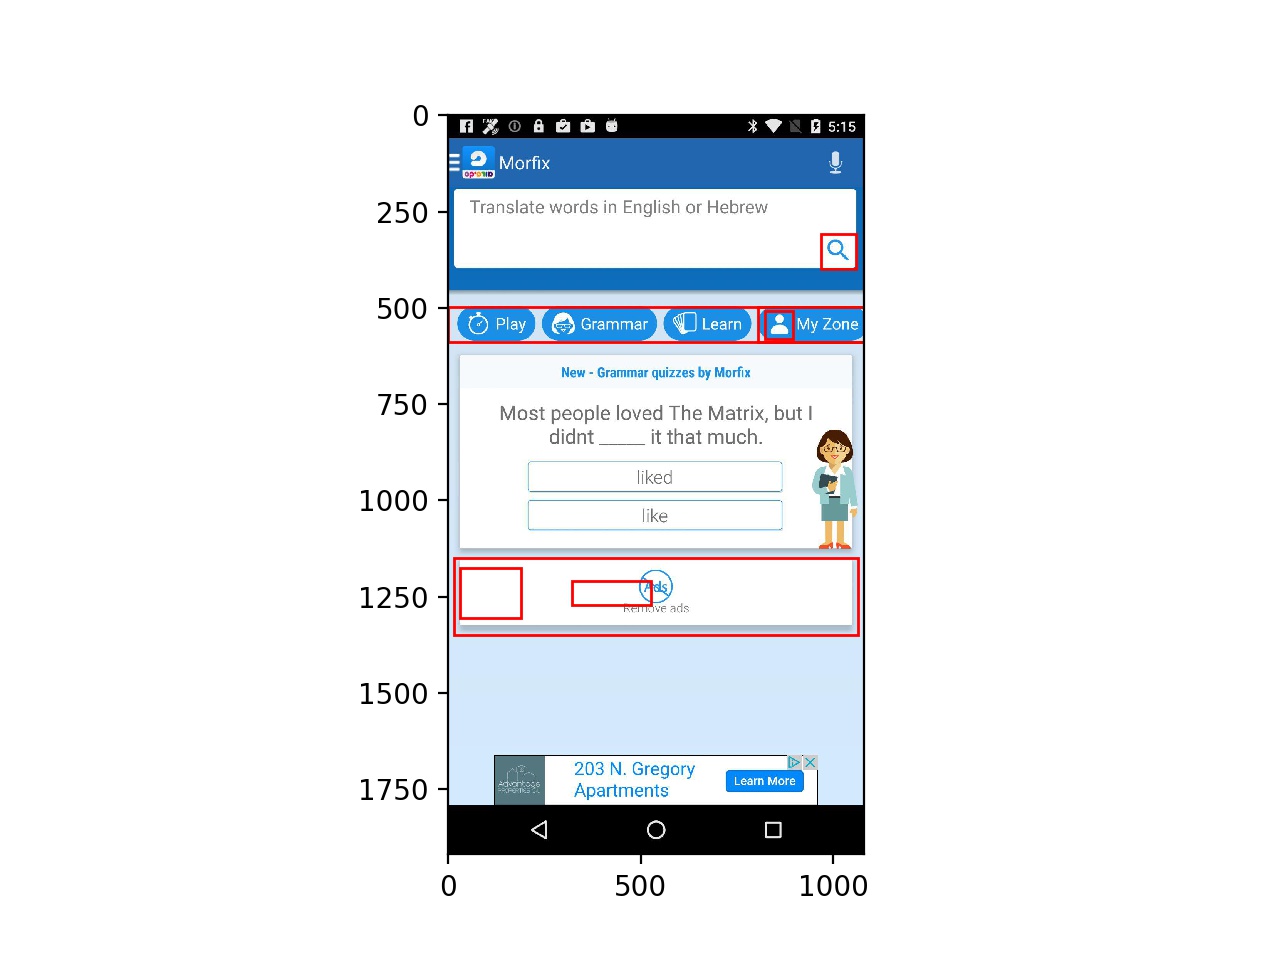 0
250
500
750
1000
1250
1500
1750
0
500
1000
5:15
מורפיקס
Morfix
Translate words in English or Hebrew
Play
Grammar
Learn
My Zone
New - Grammar quizzes by Morfix
Most people loved The Matrix, but I
didnt _____ it that much.
liked
like
Ads
Remove ads
Advantage
203 N. Gregory
Apartments
Learn More